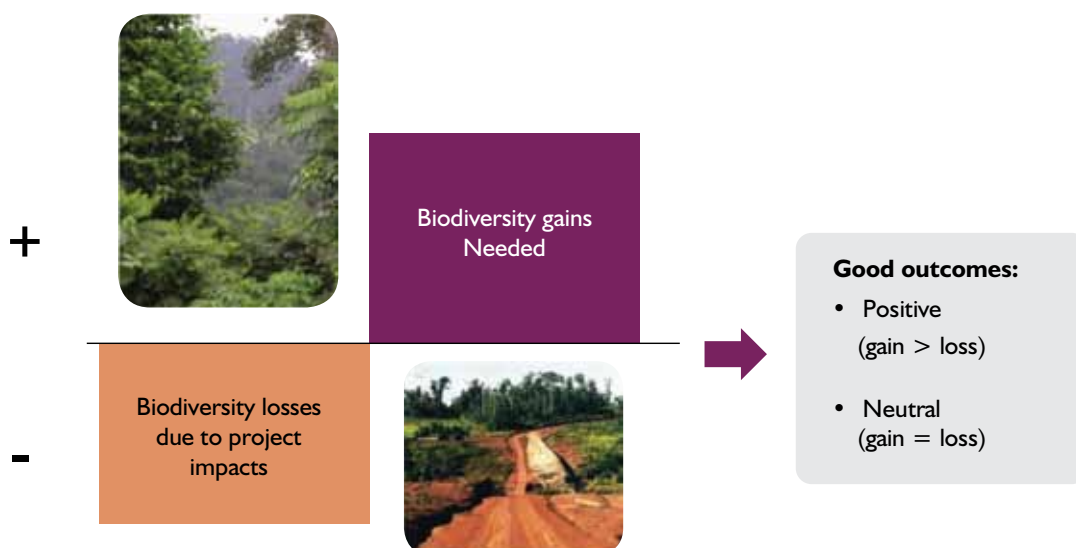 +
Biodiversity gains
Needed
Good outcomes:
• Positive
(gain > loss)
• Neutral
(gain = loss)
Biodiversity losses
due to project
impacts
-